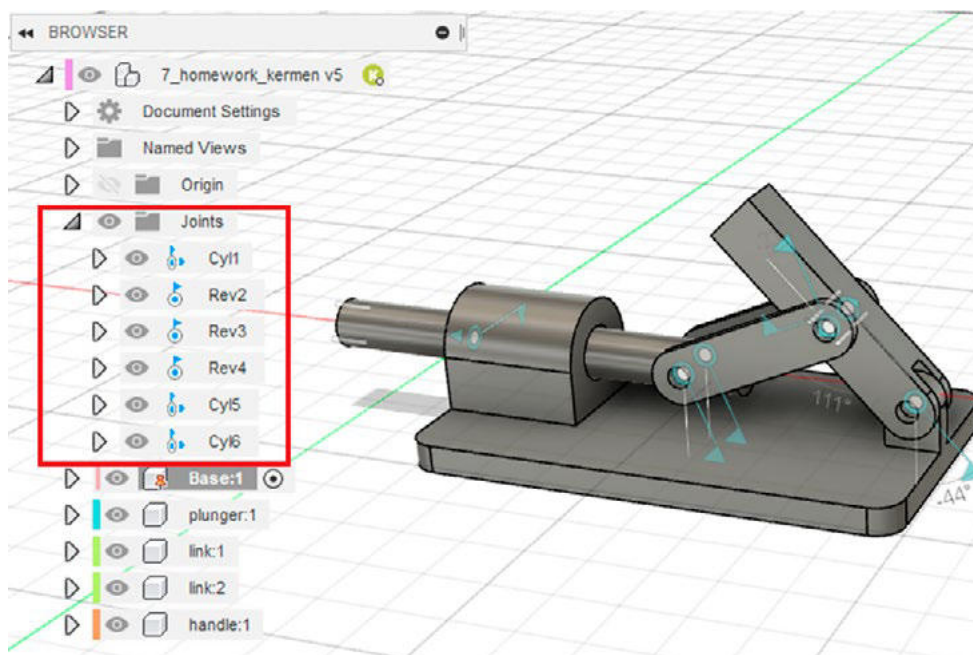 BROWSER
7_homework_kermen v5
Document Settings
Named Views
Origin
Joints
Cyl1
Rev2
Rev3
Rev4
Cyl5
Cyl6
Base:1
plunger:1
link:1
link:2
handle:1
111°
-44°